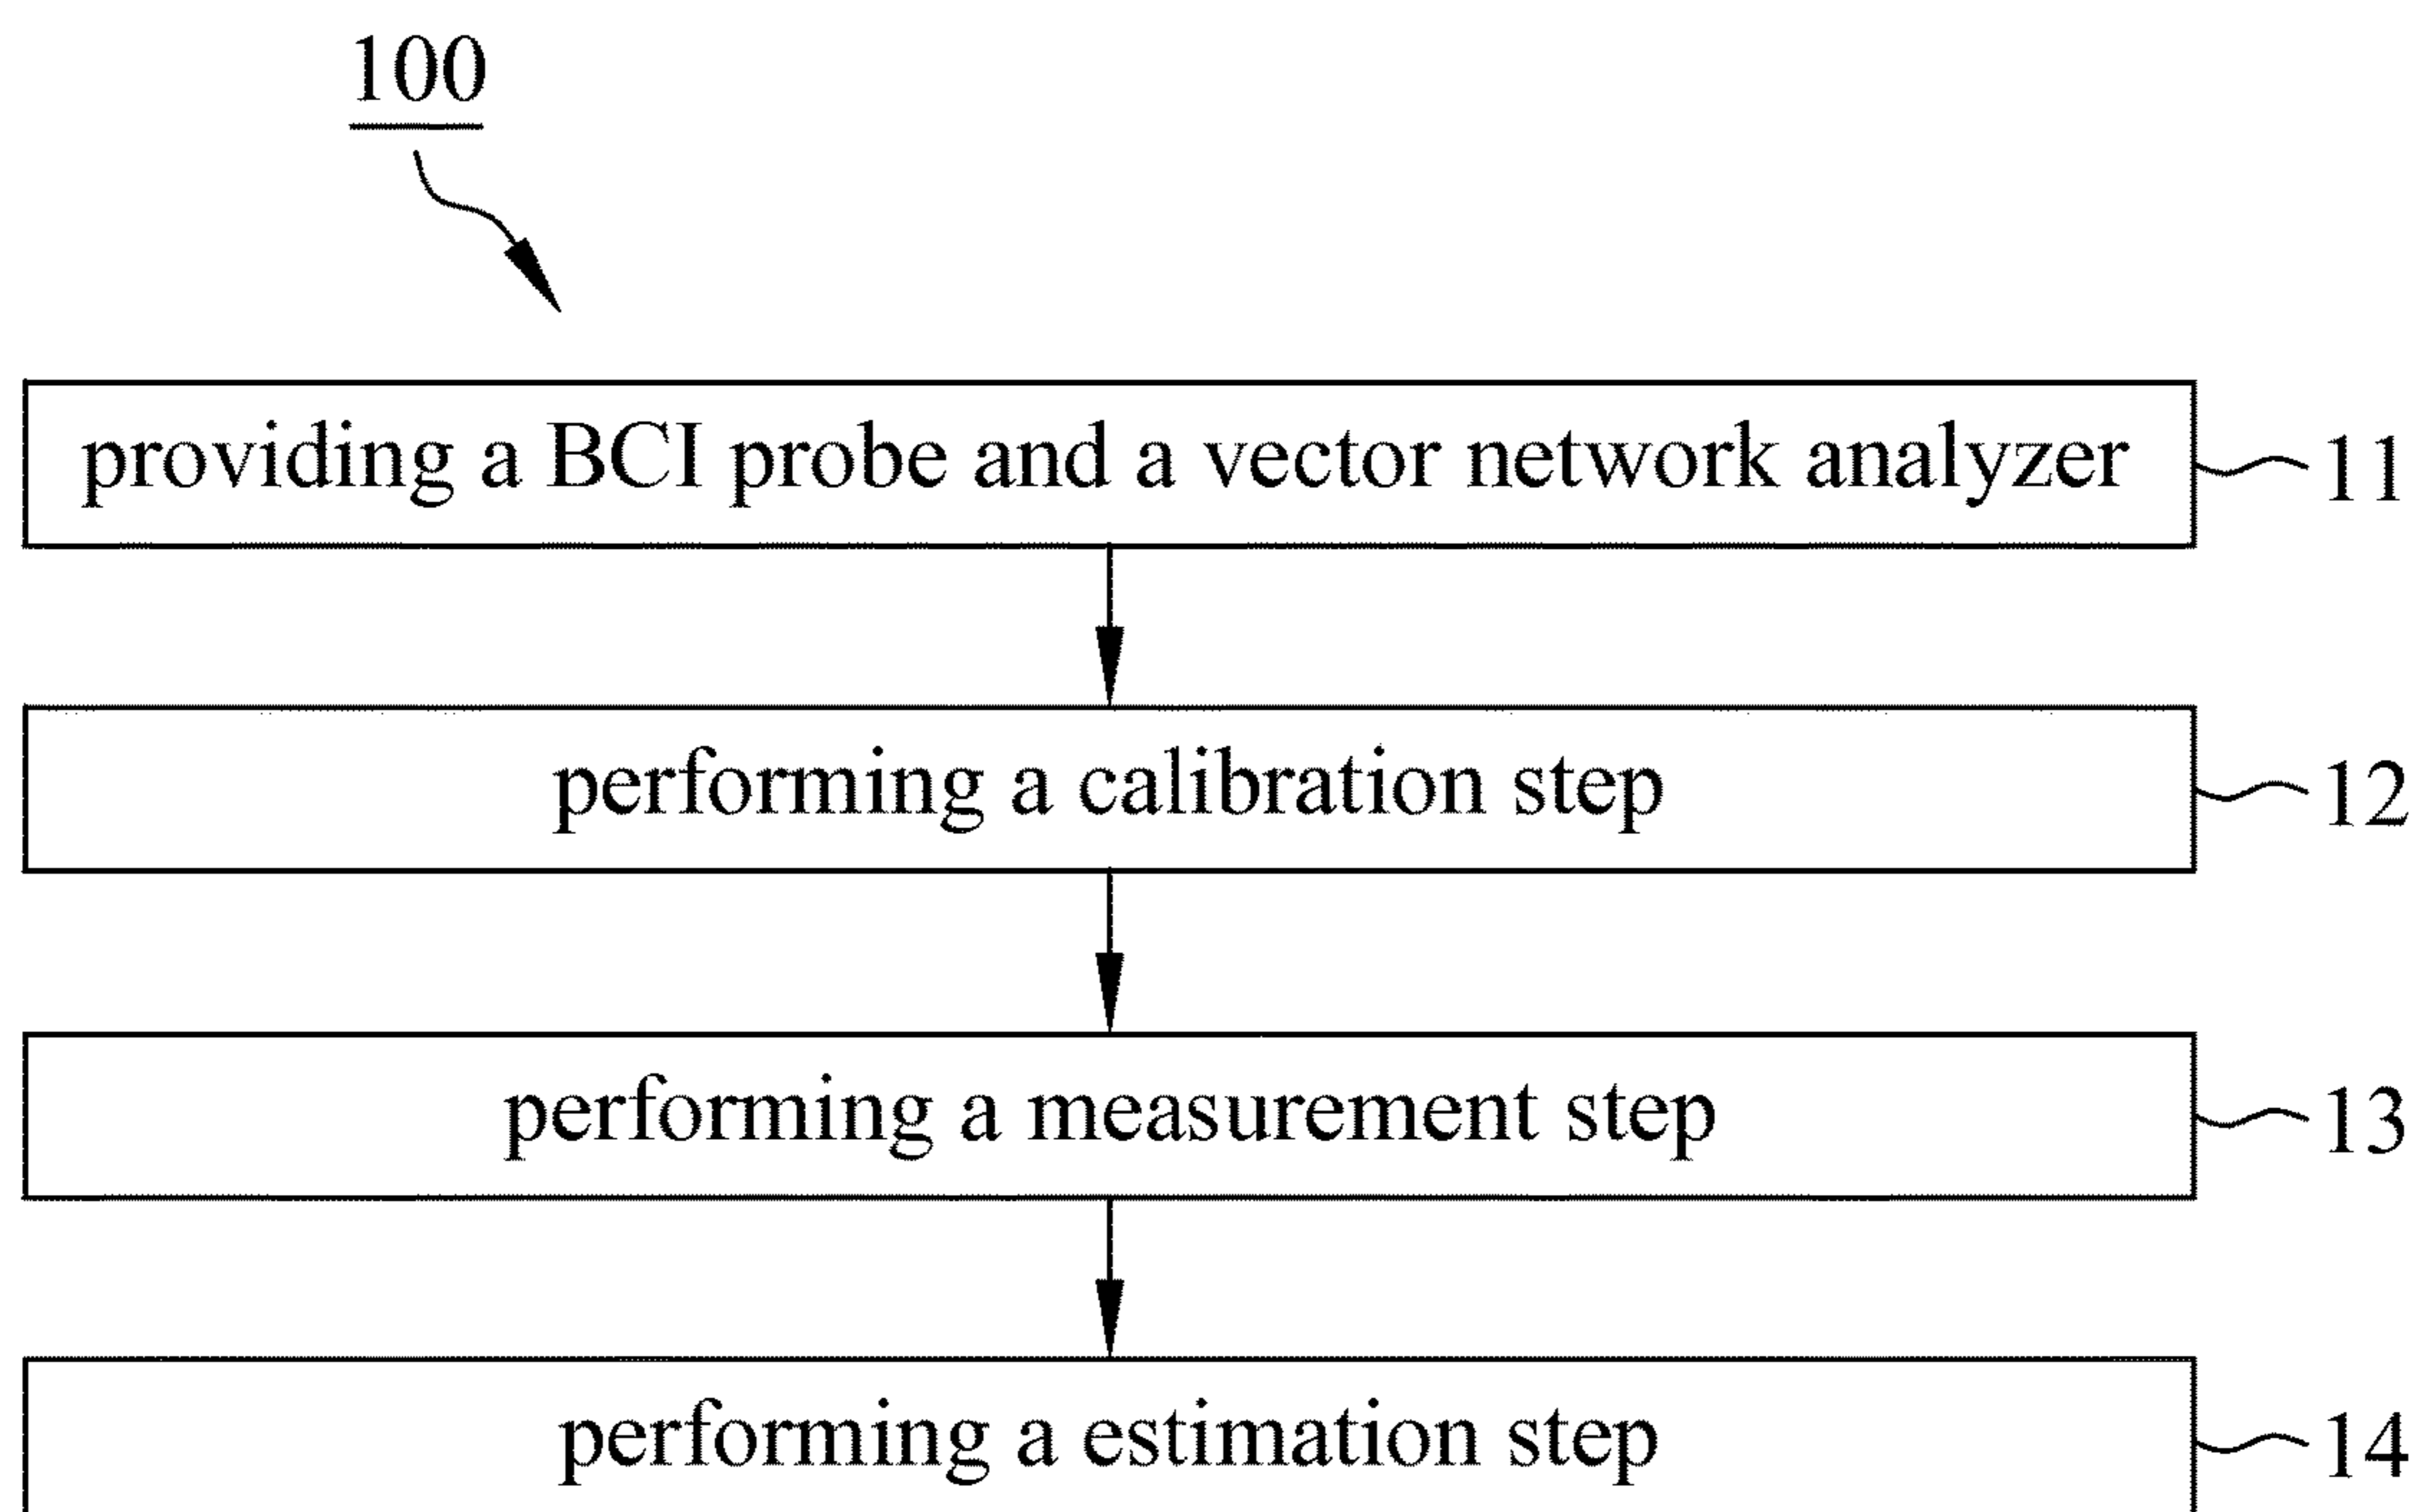 100
providing a BCI probe and a vector network analyzer 11
performing a calibration step 12
performing a measurement step 13
performing a estimation step 14